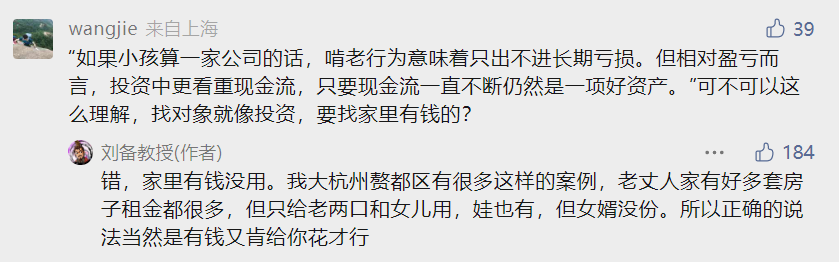 wangjie 来自上海 39
“如果小孩算一家公司的话，啃老行为意味着只出不进长期亏损。但相对盈亏而
言，投资中更看重现金流，只要现金流一直不断仍然是一项好资产。”可不可以这
么理解，找对象就像投资，要找家里有钱的？
刘备教授(作者) 184
错，家里有钱没用。我大杭州赘都区有很多这样的案例，老丈人家有好多套房
子租金都很多，但只给老两口和女儿用，娃也有，但女婿没份。所以正确的说
法当然是有钱又肯给你花才行